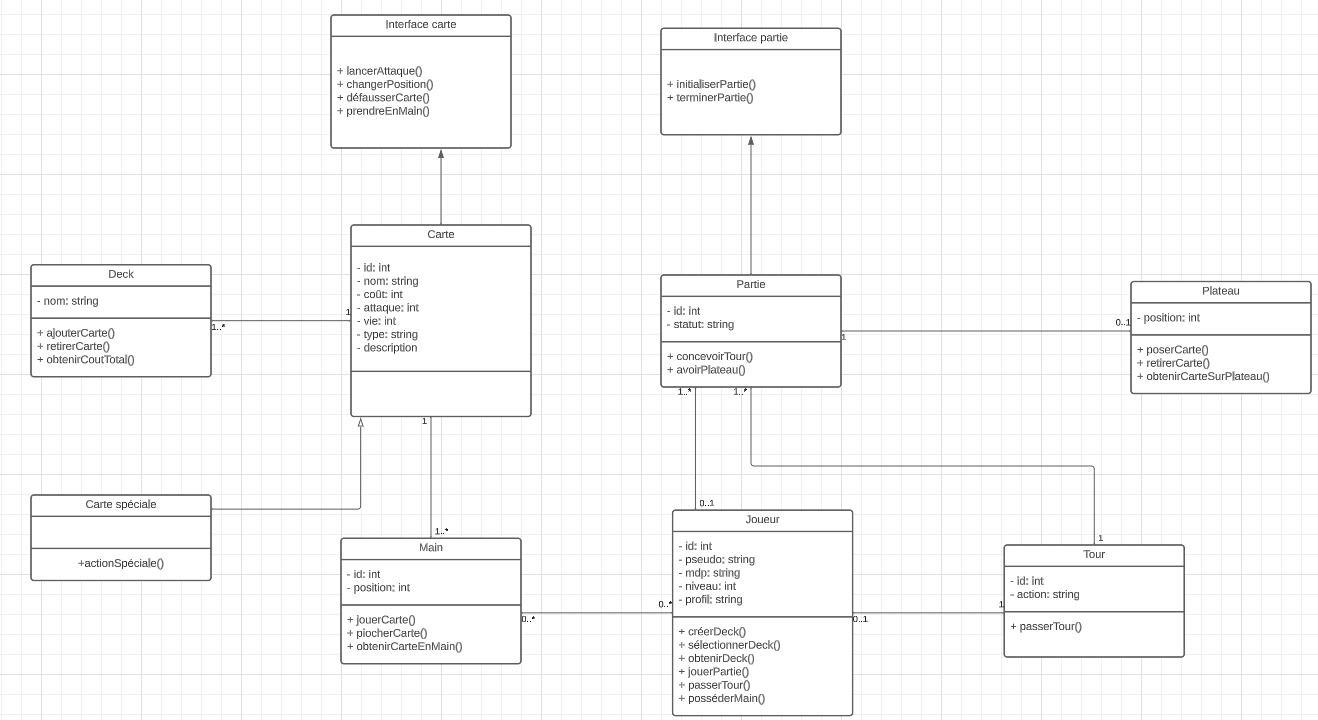 Interface carte
+ lancerAttaque()
+ changerPosition()
+ défausserCarte()
+ prendreEnMain()
Interface partie
+ initialiserPartie()
+ terminerPartie()
Carte
- id: int
- nom: string
- coût: int
- attaque: int
- vie: int
- type: string
- description
Deck
- nom: string
+ ajouterCarte()
+ retirerCarte()
+ obtenirCoutTotal()
1..*
1
Partie
- id: int
- statut: string
+ concevoirTour()
+ avoirPlateau()
1
0..1
Plateau
- position: int
+ poserCarte()
+ retirerCarte()
+ obtenirCarteSurPlateau()
1..*
1..*
1
Carte spéciale
+actionSpéciale()
1..*
0..1
1
Main
- id: int
- position: int
+ jouerCarte()
+ piocherCarte()
+ obtenirCarteEnMain()
0..*
0..*
Joueur
- id: int
- pseudo: string
- mdp: string
- niveau: int
- profil: string
+ créerDeck()
+ sélectionnerDeck()
+ obtenirDeck()
+ jouerPartie()
+ passerTour()
+ posséderMain()
0..1
1
Tour
- id: int
- action: string
+ passerTour()